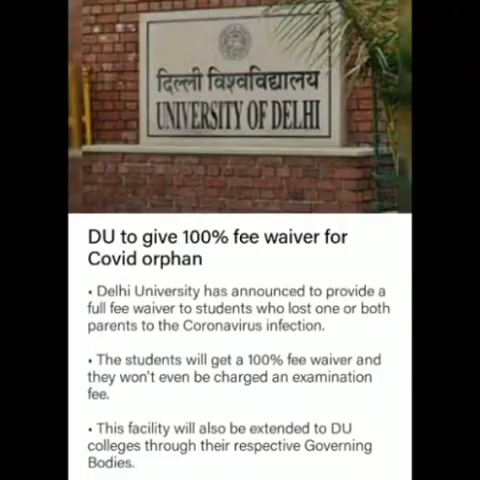 दिल्ली विश्वविद्यालय
UNIVERSITY OF DELHI
DU to give 100% fee waiver for
Covid orphan
• Delhi University has announced to provide a
full fee waiver to students who lost one or both
parents to the Coronavirus infection.
• The students will get a 100% fee waiver and
they won't even be charged an examination
fee.
• This facility will also be extended to DU
colleges through their respective Governing
Bodies.